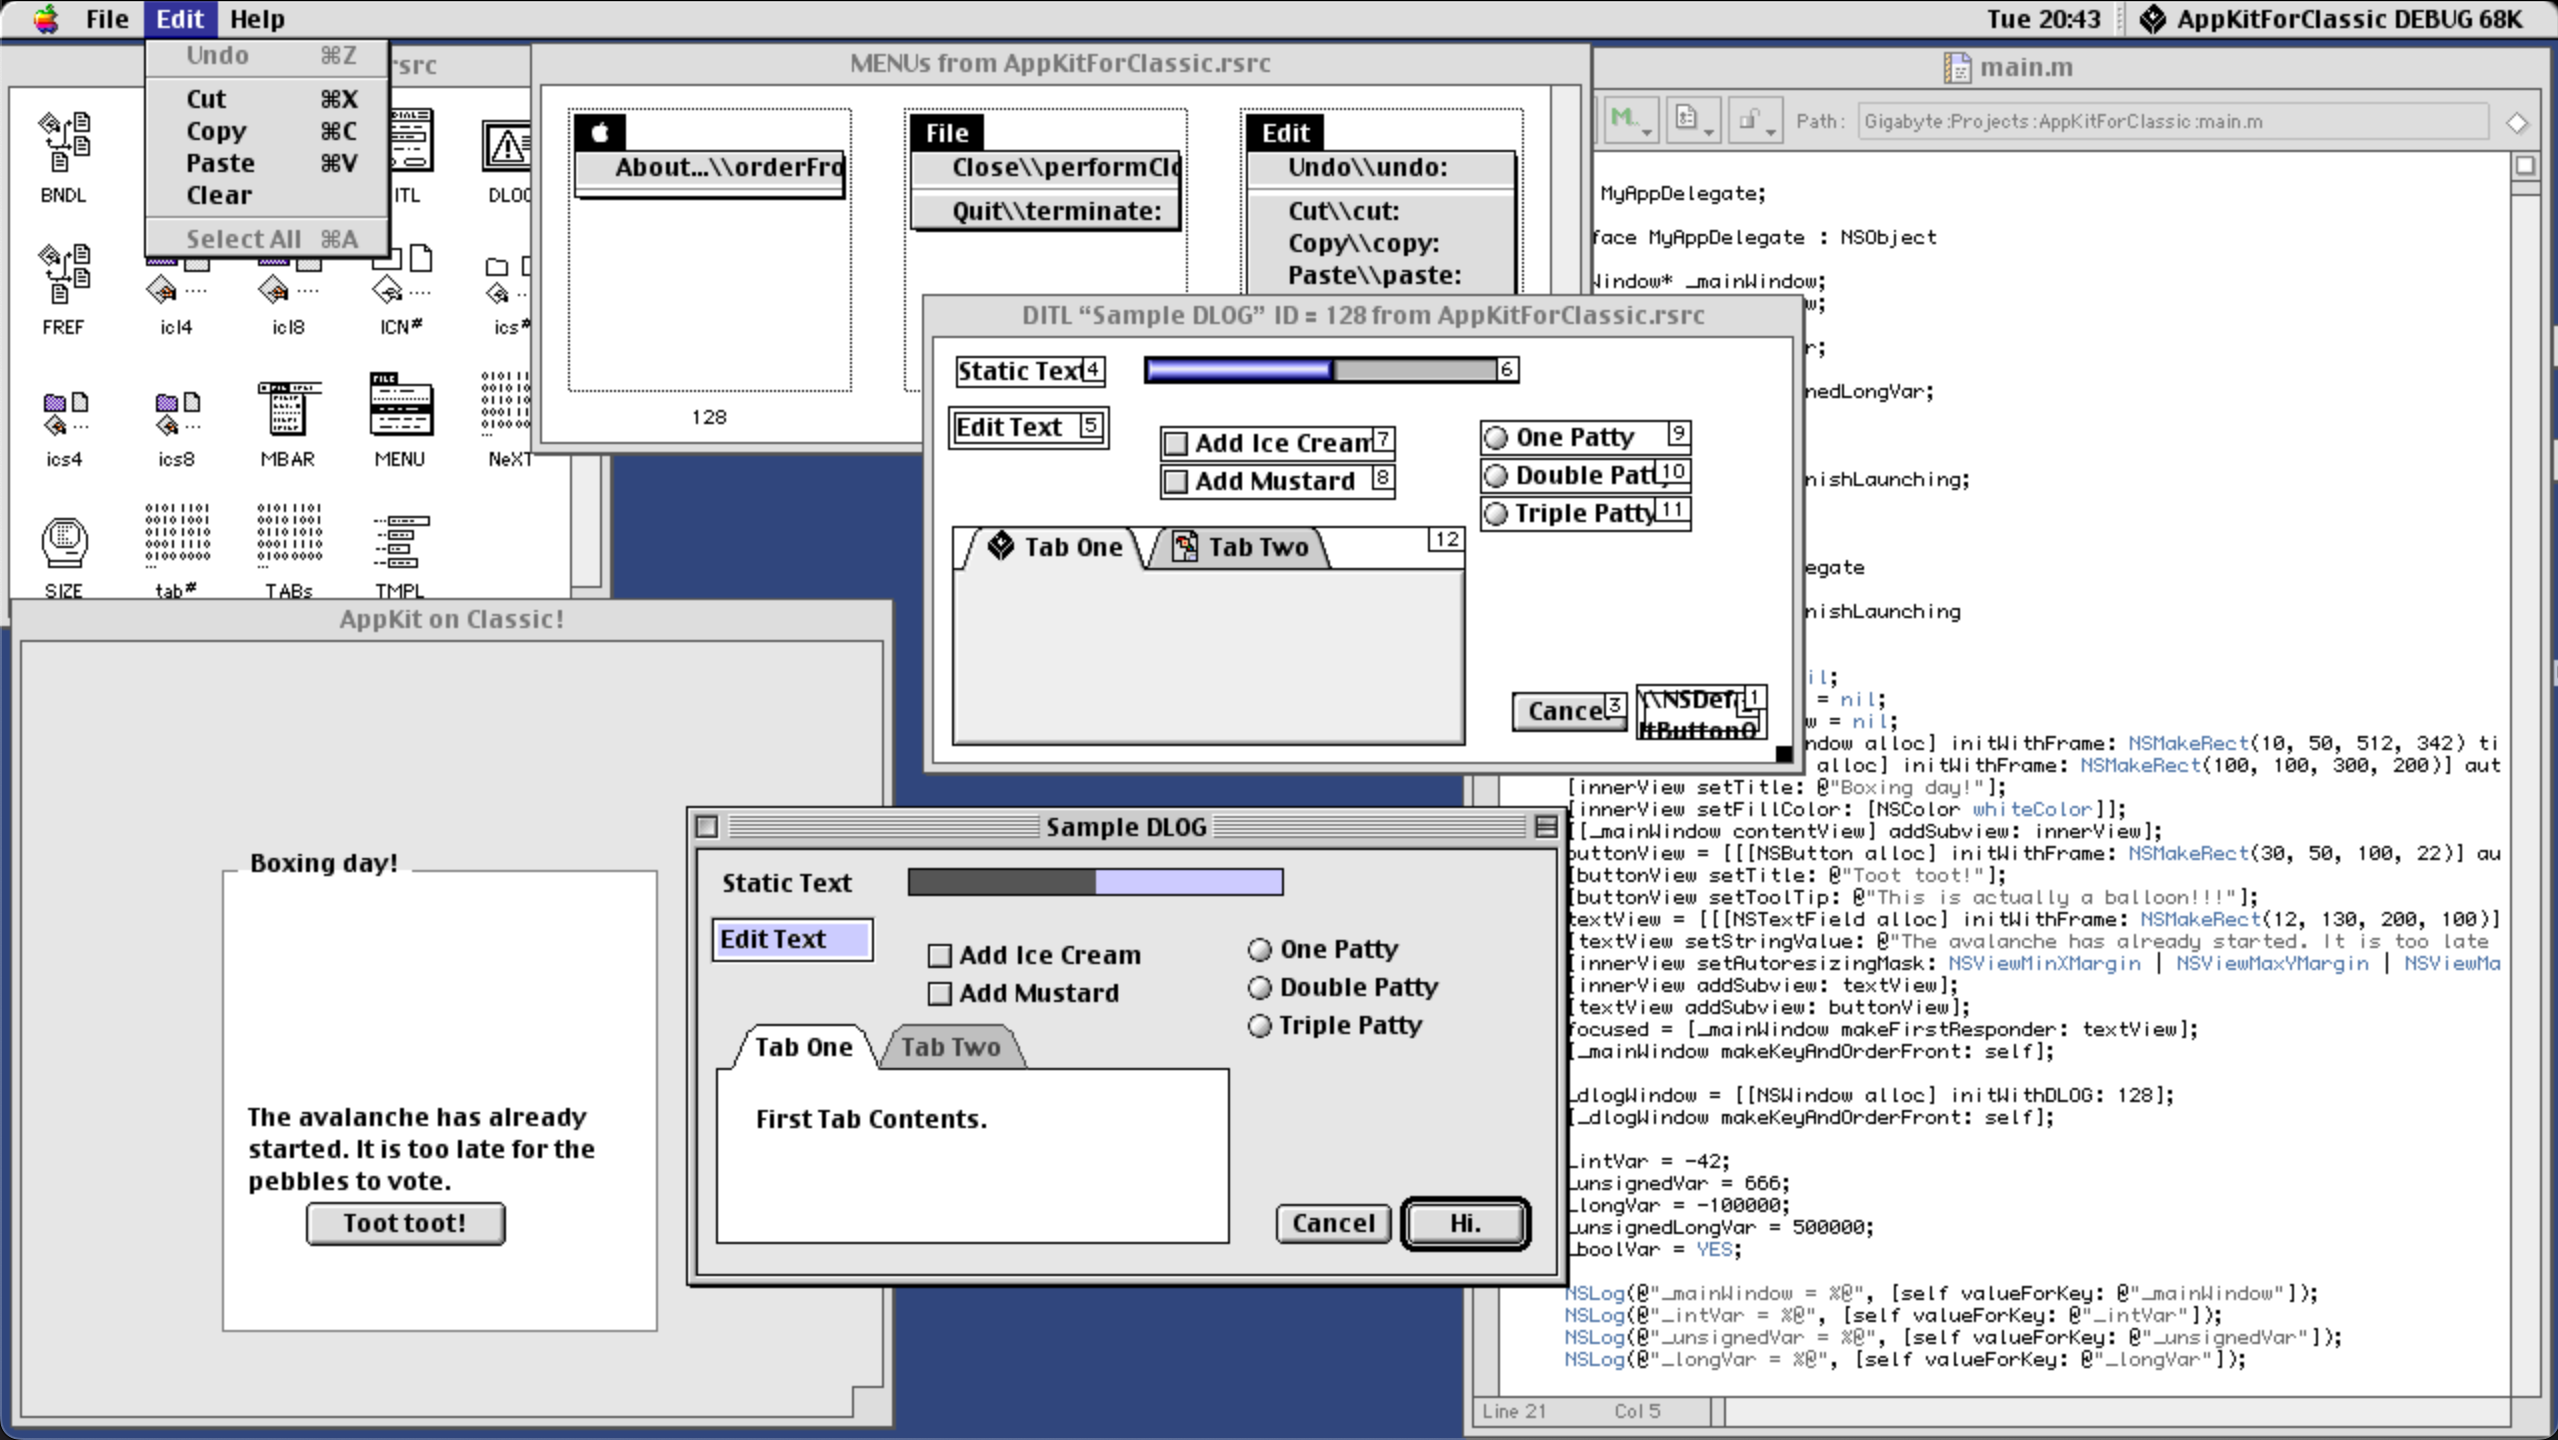 File Edit Help
Tue 20:43 AppKitForClassic DEBUG 68K
Undo ⌘Z
Cut ⌘X
Copy ⌘C
Paste ⌘V
Clear
Select All ⌘A
rsrc
BNDL
ITL
DLOG
FREF
icl4
icl8
ICN#
ics#
ics4
ics8
MBAR
MENU
NeXT
SIZE
tab#
TABs
TMPL
MENUs from AppKitForClassic.rsrc
About...\\orderFro
128
File
Close\\performClo
Quit\\terminate:
Edit
Undo\\undo:
Cut\\cut:
Copy\\copy:
Paste\\paste:
DITL “Sample DLOG” ID = 128 from AppKitForClassic.rsrc
Static Text 4
6
Edit Text 5
Add Ice Cream 7
Add Mustard 8
One Patty 9
Double Patt 10
Triple Patty 11
Tab One Tab Two 12
Cancel 3
\\NSDefa 1
ltButtonO
AppKit on Classic!
Boxing day!
The avalanche has already
started. It is too late for the
pebbles to vote.
Toot toot!
Sample DLOG
Static Text
Edit Text
Add Ice Cream
Add Mustard
One Patty
Double Patty
Triple Patty
Tab One Tab Two
First Tab Contents.
Cancel Hi.
main.m
M.. Path: Gigabyte:Projects:AppKitForClassic:main.m
MyAppDelegate;
face MyAppDelegate : NSObject
Window* _mainWindow;
w;
r;
nedLongVar;
nishLaunching;
egate
nishLaunching
il;
= nil;
w = nil;
ndow alloc] initWithFrame: NSMakeRect(10, 50, 512, 342) ti
alloc] initWithFrame: NSMakeRect(100, 100, 300, 200)] aut
[innerView setTitle: @"Boxing day!"];
[innerView setFillColor: [NSColor whiteColor]];
[[_mainWindow contentView] addSubview: innerView];
buttonView = [[[NSButton alloc] initWithFrame: NSMakeRect(30, 50, 100, 22)] au
[buttonView setTitle: @"Toot toot!"];
[buttonView setToolTip: @"This is actually a balloon!!!"];
textView = [[[NSTextField alloc] initWithFrame: NSMakeRect(12, 130, 200, 100)]
[textView setStringValue: @"The avalanche has already started. It is too late
[innerView setAutoresizingMask: NSViewMinXMargin | NSViewMaxYMargin | NSViewMa
[innerView addSubview: textView];
[textView addSubview: buttonView];
focused = [_mainWindow makeFirstResponder: textView];
[_mainWindow makeKeyAndOrderFront: self];
_dlogWindow = [[NSWindow alloc] initWithDLOG: 128];
[_dlogWindow makeKeyAndOrderFront: self];
_intVar = -42;
_unsignedVar = 666;
_longVar = -100000;
_unsignedLongVar = 500000;
_boolVar = YES;
NSLog(@"_mainWindow = %@", [self valueForKey: @"_mainWindow"]);
NSLog(@"_intVar = %@", [self valueForKey: @"_intVar"]);
NSLog(@"_unsignedVar = %@", [self valueForKey: @"_unsignedVar"]);
NSLog(@"_longVar = %@", [self valueForKey: @"_longVar"]);
Line 21 Col 5